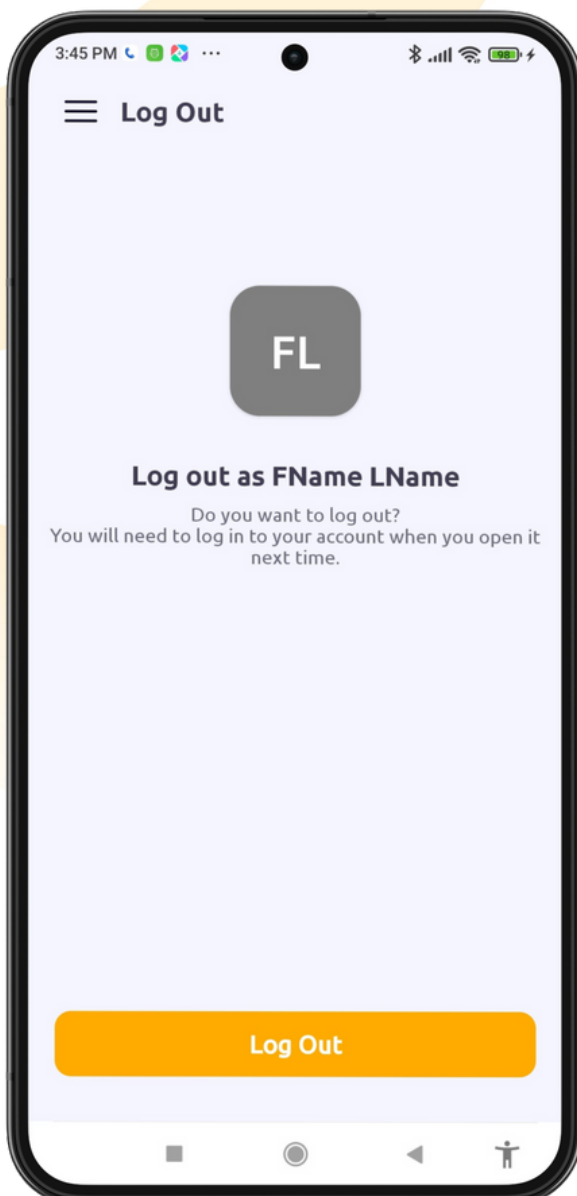 3:45 PM
98
Log Out
FL
Log out as FName LName
Do you want to log out?
You will need to log in to your account when you open it
next time.
Log Out